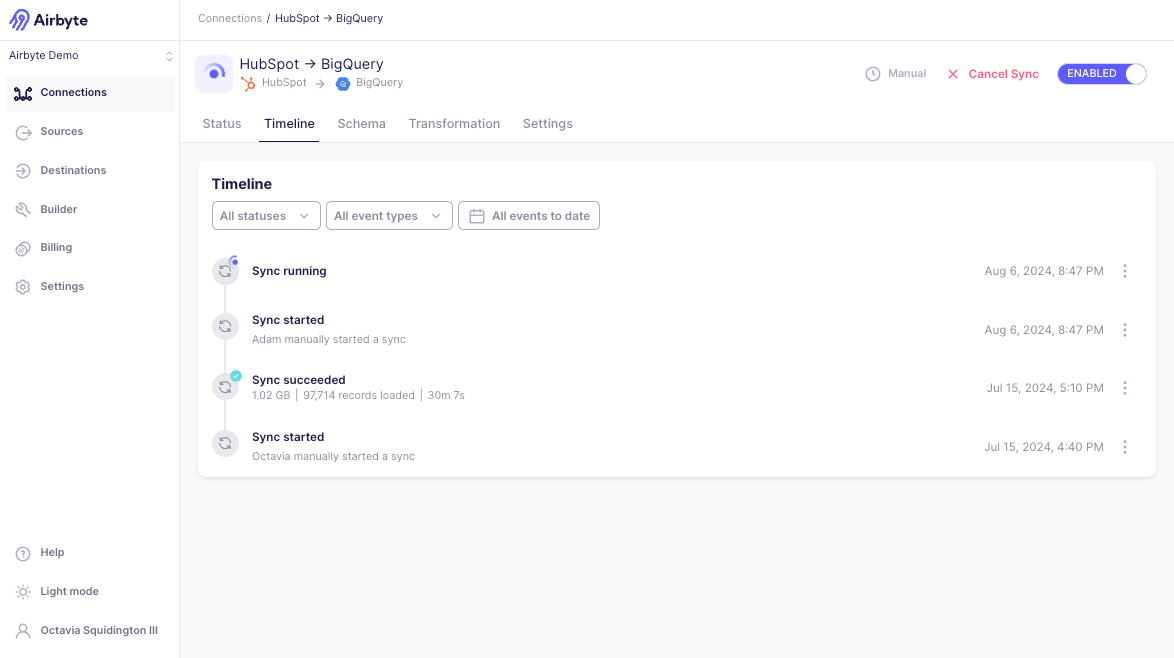 Airbyte
Connections / HubSpot → BigQuery
Airbyte Demo
Connections
Sources
Destinations
Builder
Billing
Settings
Help
Light mode
Octavia Squidington III
HubSpot → BigQuery
HubSpot → BigQuery
Manual
Cancel Sync
ENABLED
Status Timeline Schema Transformation Settings
Timeline
All statuses All event types All events to date
Sync running
Aug 6, 2024, 8:47 PM
Sync started
Adam manually started a sync
Aug 6, 2024, 8:47 PM
Sync succeeded
1.02 GB | 97,714 records loaded | 30m 7s
Jul 15, 2024, 5:10 PM
Sync started
Octavia manually started a sync
Jul 15, 2024, 4:40 PM